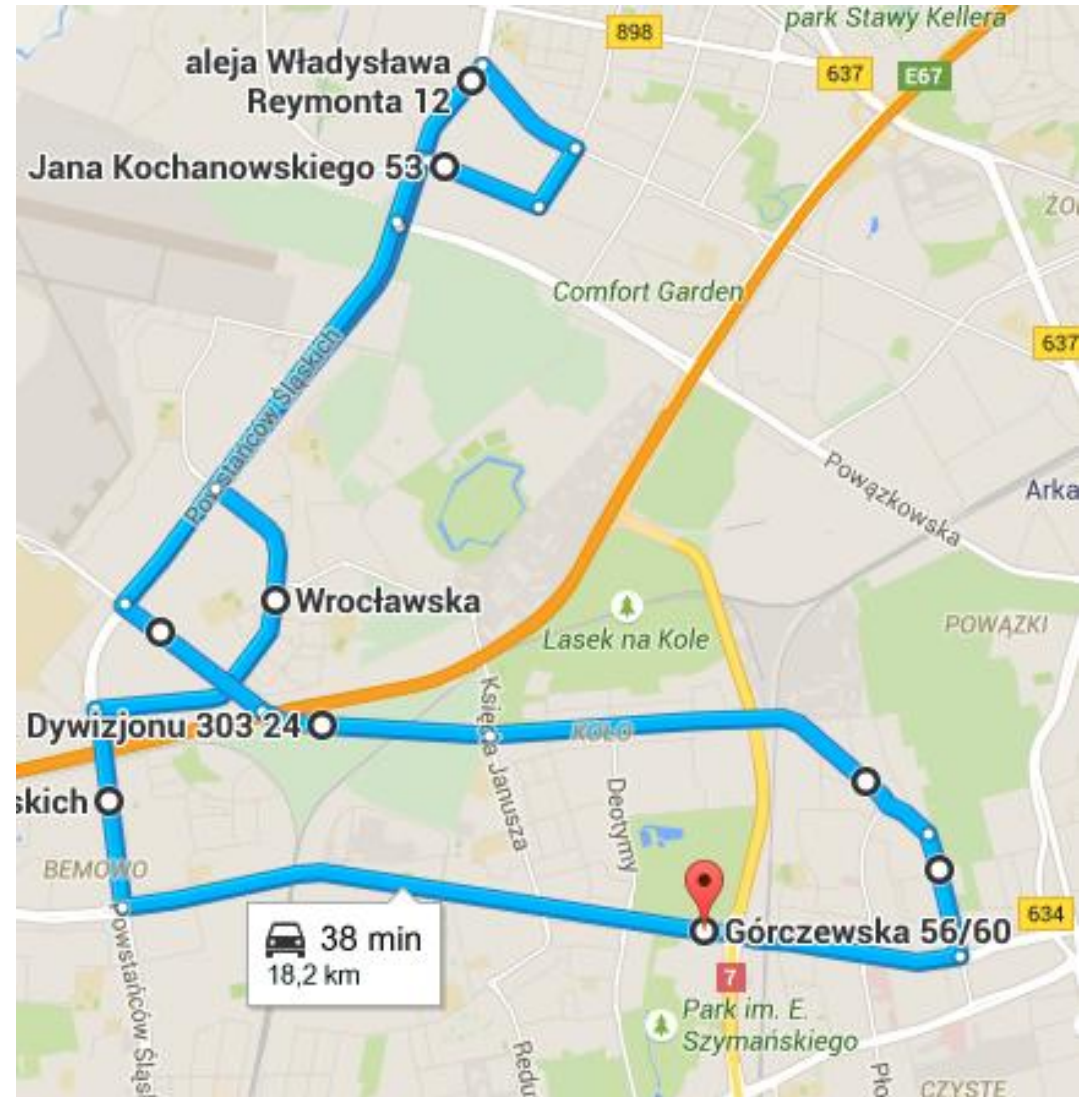 park Stawy Kellera
898
aleja Władysława
Reymonta 12
637
E67
Jana Kochanowskiego 53
Comfort Garden
637
Powstańców Śląskich
Powązkowska
Arka
Wrocławska
Lasek na Kole
POWĄZKI
Dywizjonu 303 24
KOŁO
Księcia Janusza
skich
Deotymy
BEMOWO
634
Górczewska 56/60
38 min
18,2 km
7
Powstańców Śląs
Park im. E.
Szymańskiego
Redu
Pło
CZYSTE